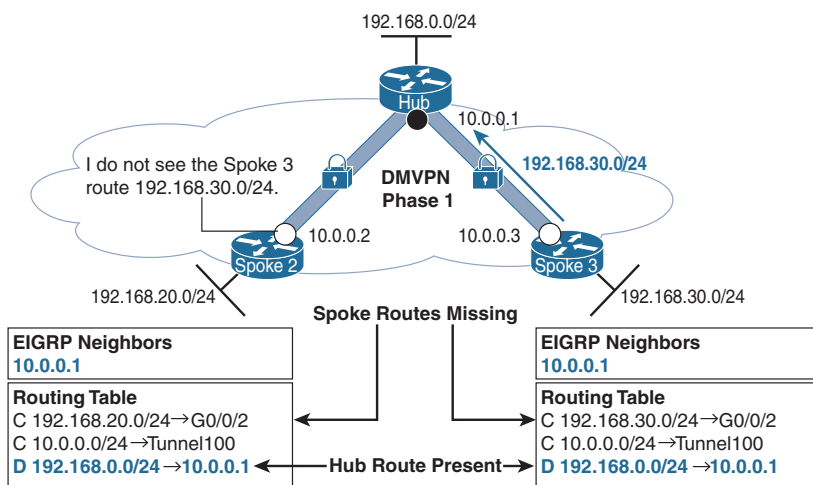 192.168.0.0/24
Hub
10.0.0.1
192.168.30.0/24
I do not see the Spoke 3
route 192.168.30.0/24.
DMVPN
Phase 1
10.0.0.2
10.0.0.3
Spoke 2
Spoke 3
192.168.20.0/24
192.168.30.0/24
Spoke Routes Missing
EIGRP Neighbors
10.0.0.1
Routing Table
C 192.168.20.0/24→G0/0/2
C 10.0.0.0/24→Tunnel100
D 192.168.0.0/24→10.0.0.1
Hub Route Present
EIGRP Neighbors
10.0.0.1
Routing Table
C 192.168.30.0/24→G0/0/2
C 10.0.0.0/24→Tunnel100
D 192.168.0.0/24→10.0.0.1